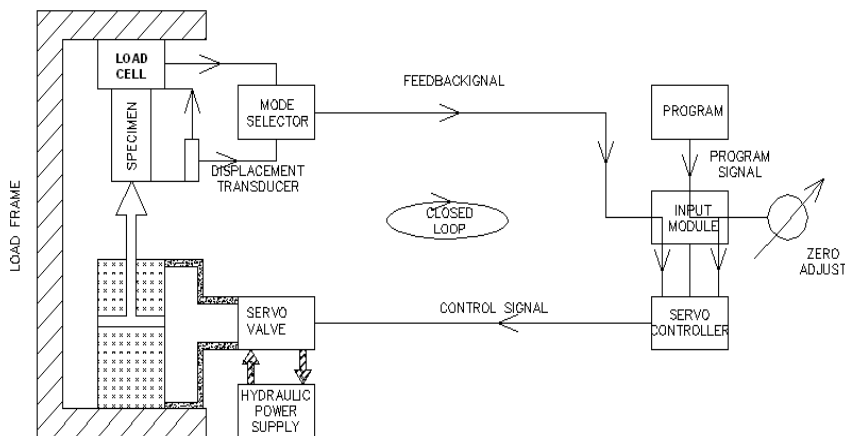 LOAD
CELL
SPECIMEN
LOAD FRAME
MODE
SELECTOR
DISPLACEMENT
TRANSDUCER
FEEDBACKIGNAL
PROGRAM
PROGRAM
SIGNAL
CLOSED
LOOP
INPUT
MODULE
ZERO
ADJUST
SERVO
VALVE
CONTROL SIGNAL
SERVO
CONTROLLER
HYDRAULIC
POWER
SUPPLY